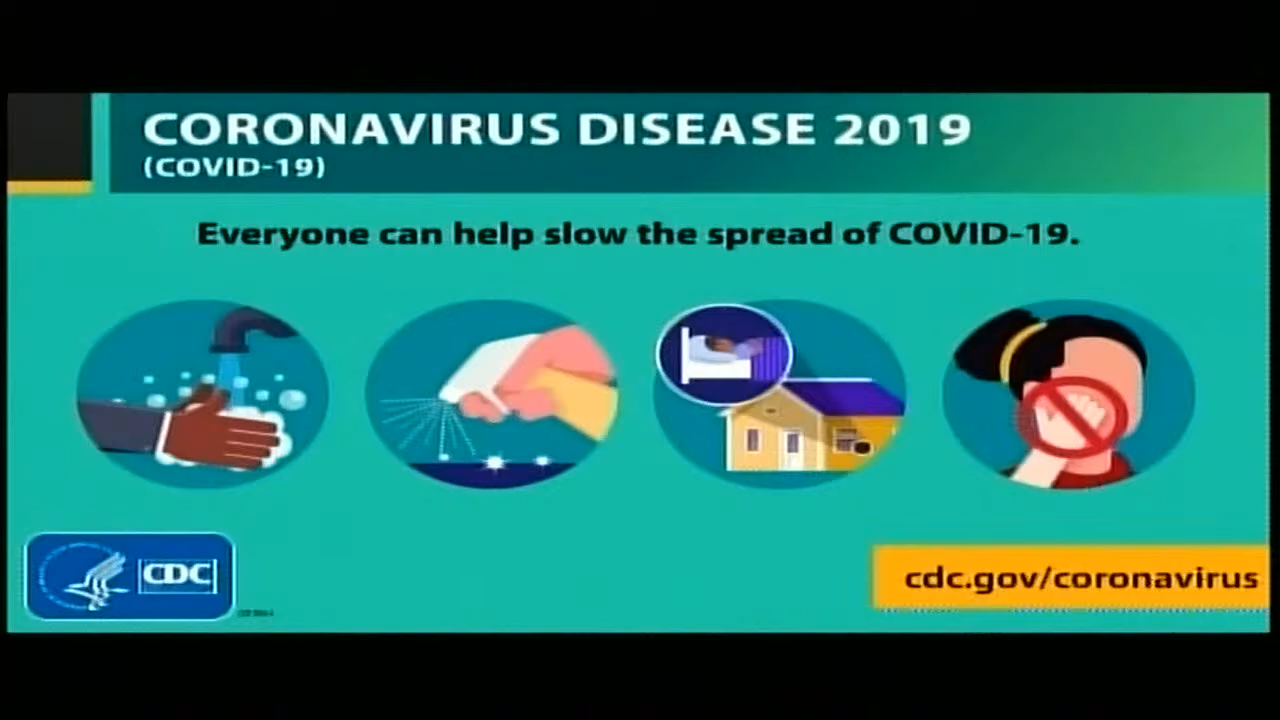 CORONAVIRUS DISEASE 2019
(COVID-19)
Everyone can help slow the spread of COVID-19.
CDC
cdc.gov/coronavirus